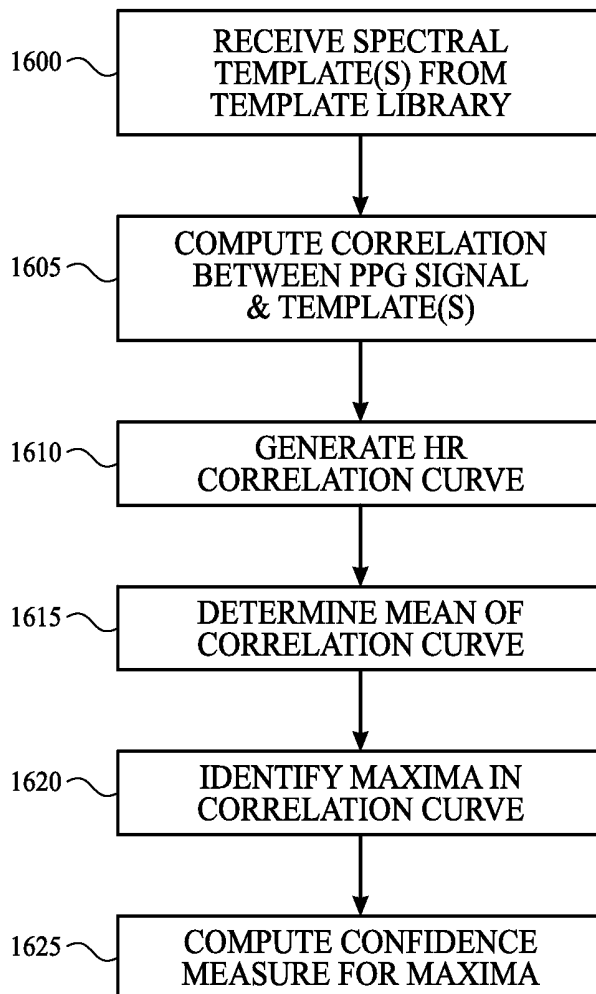 1600
RECEIVE SPECTRAL
TEMPLATE(S) FROM
TEMPLATE LIBRARY
1605
COMPUTE CORRELATION
BETWEEN PPG SIGNAL
& TEMPLATE(S)
1610
GENERATE HR
CORRELATION CURVE
1615
DETERMINE MEAN OF
CORRELATION CURVE
1620
IDENTIFY MAXIMA IN
CORRELATION CURVE
1625
COMPUTE CONFIDENCE
MEASURE FOR MAXIMA